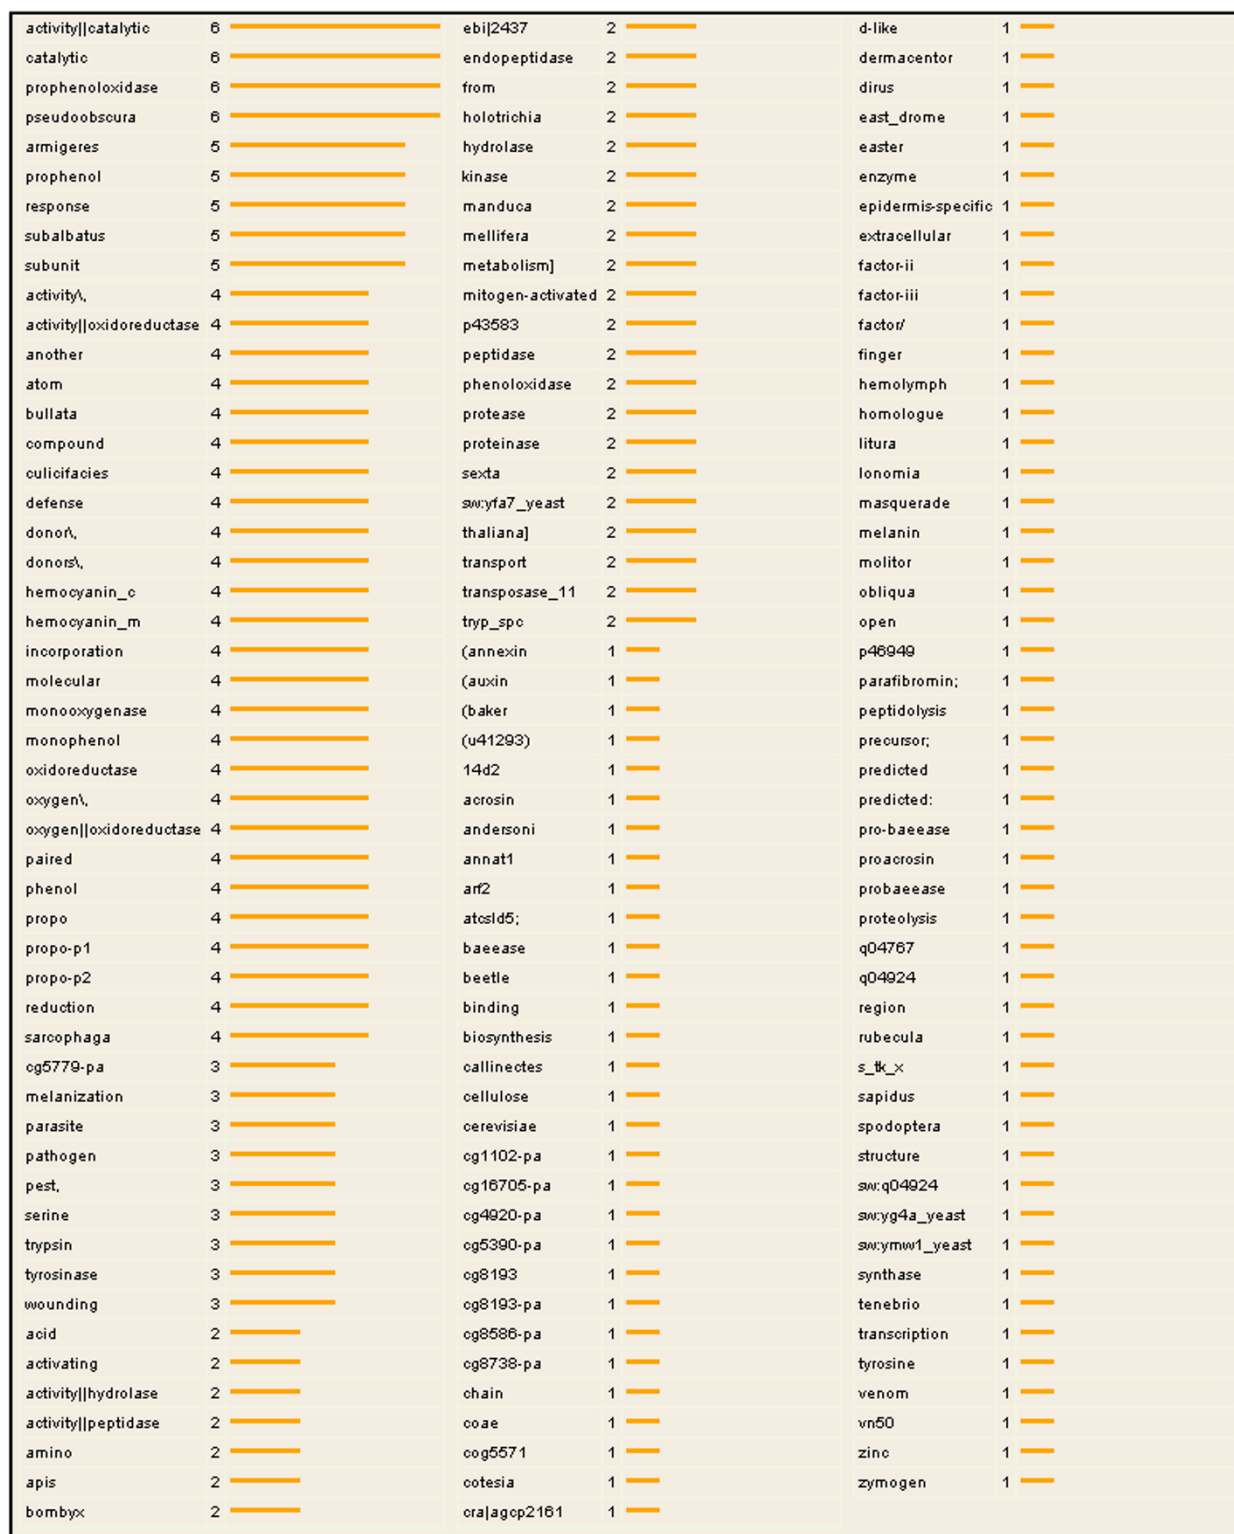 activity||catalytic 6
catalytic 6
prophenoloxidase 6
pseudoobscura 6
armigeres 5
prophenol 5
response 5
subalbatus 5
subunit 5
activity\, 4
activity||oxidoreductase 4
another 4
atom 4
bullata 4
compound 4
culicifacies 4
defense 4
donor\, 4
donors\, 4
hemocyanin_c 4
hemocyanin_m 4
incorporation 4
molecular 4
monooxygenase 4
monophenol 4
oxidoreductase 4
oxygen\, 4
oxygen||oxidoreductase 4
paired 4
phenol 4
propo 4
propo-p1 4
propo-p2 4
reduction 4
sarcophaga 4
cg5779-pa 3
melanization 3
parasite 3
pathogen 3
pest, 3
serine 3
trypsin 3
tyrosinase 3
wounding 3
acid 2
activating 2
activity||hydrolase 2
activity||peptidase 2
amino 2
apis 2
bombyx 2
ebi|2437 2
endopeptidase 2
from 2
holotrichia 2
hydrolase 2
kinase 2
manduca 2
mellifera 2
metabolism] 2
mitogen-activated 2
p43583 2
peptidase 2
phenoloxidase 2
protease 2
proteinase 2
sexta 2
sw:yfa7_yeast 2
thaliana] 2
transport 2
transposase_11 2
tryp_spc 2
(annexin 1
(auxin 1
(baker 1
(u41293) 1
14d2 1
acrosin 1
andersoni 1
annat1 1
arf2 1
atcsld5; 1
baeease 1
beetle 1
binding 1
biosynthesis 1
callinectes 1
cellulose 1
cerevisiae 1
cg1102-pa 1
cg16705-pa 1
cg4920-pa 1
cg5390-pa 1
cg8193 1
cg8193-pa 1
cg8586-pa 1
cg8738-pa 1
chain 1
coae 1
cog5571 1
cotesia 1
cra|agcp2161 1
d-like 1
dermacentor 1
dirus 1
east_drome 1
easter 1
enzyme 1
epidermis-specific 1
extracellular 1
factor-ii 1
factor-iii 1
factor/ 1
finger 1
hemolymph 1
homologue 1
litura 1
lonomia 1
masquerade 1
melanin 1
molitor 1
obliqua 1
open 1
p46949 1
parafibromin; 1
peptidolysis 1
precursor; 1
predicted 1
predicted: 1
pro-baeease 1
proacrosin 1
probaeease 1
proteolysis 1
q04767 1
q04924 1
region 1
rubecula 1
s_tk_x 1
sapidus 1
spodoptera 1
structure 1
sw:q04924 1
sw:yg4a_yeast 1
sw:ymw1_yeast 1
synthase 1
tenebrio 1
transcription 1
tyrosine 1
venom 1
vn50 1
zinc 1
zymogen 1